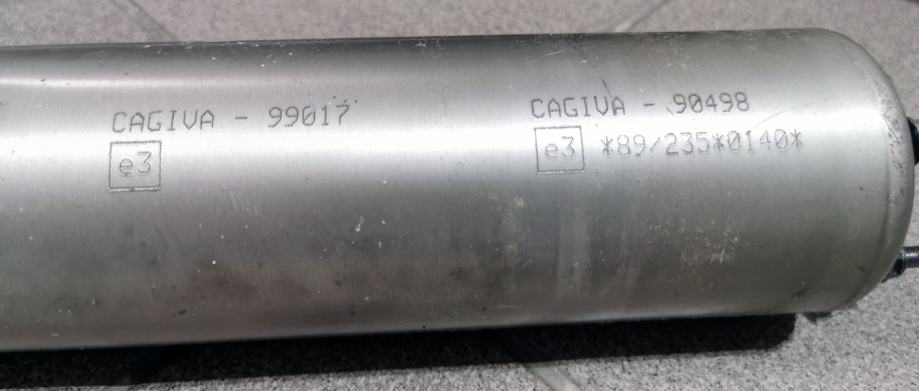 CAGIVA - 99017
e3
CAGIVA - 90498
e3 *89/235*0140*